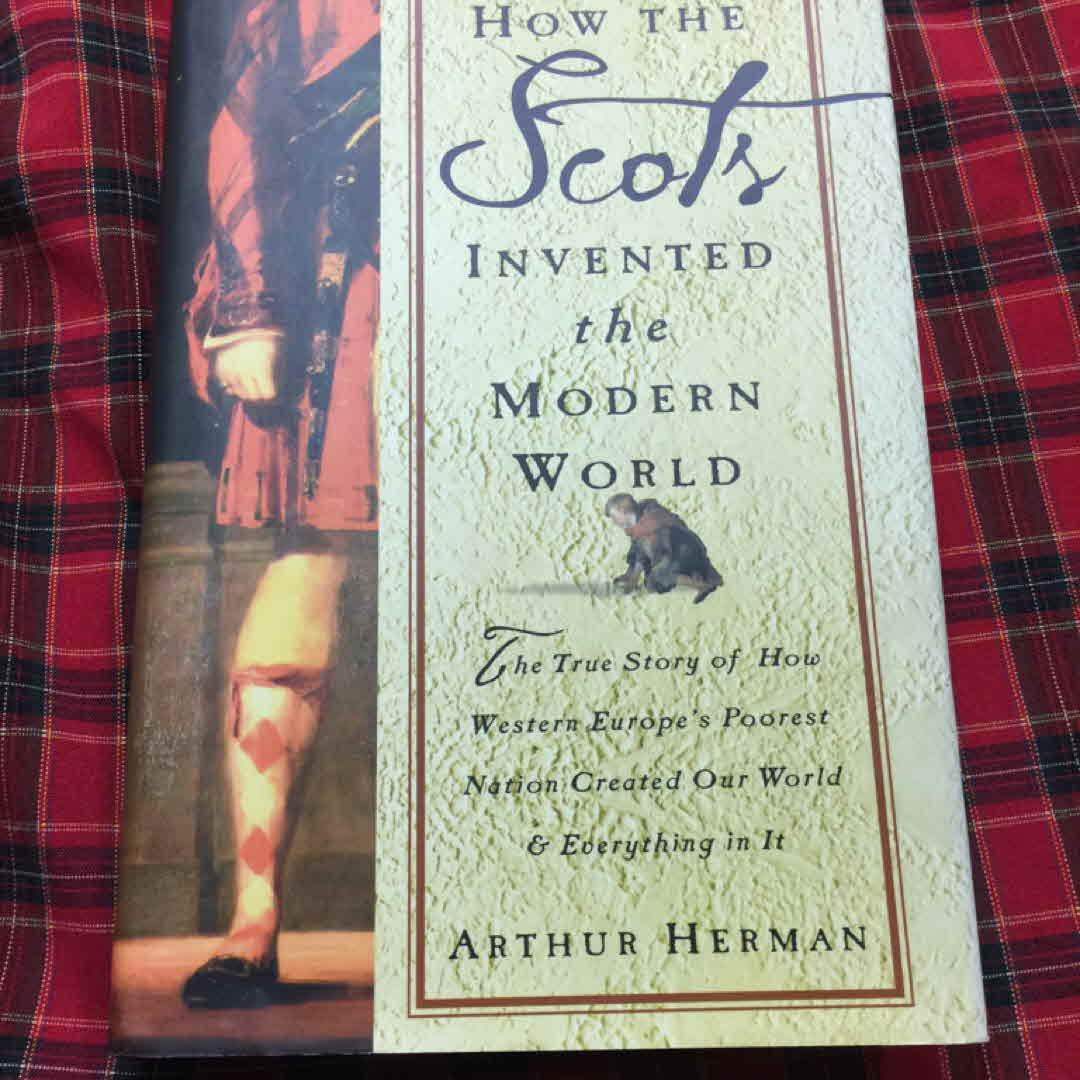 HOW THE
Scots
INVENTED
the
MODERN
WORLD
The True Story of How
Western Europe's Poorest
Nation Created Our World
& Everything in It
ARTHUR HERMAN